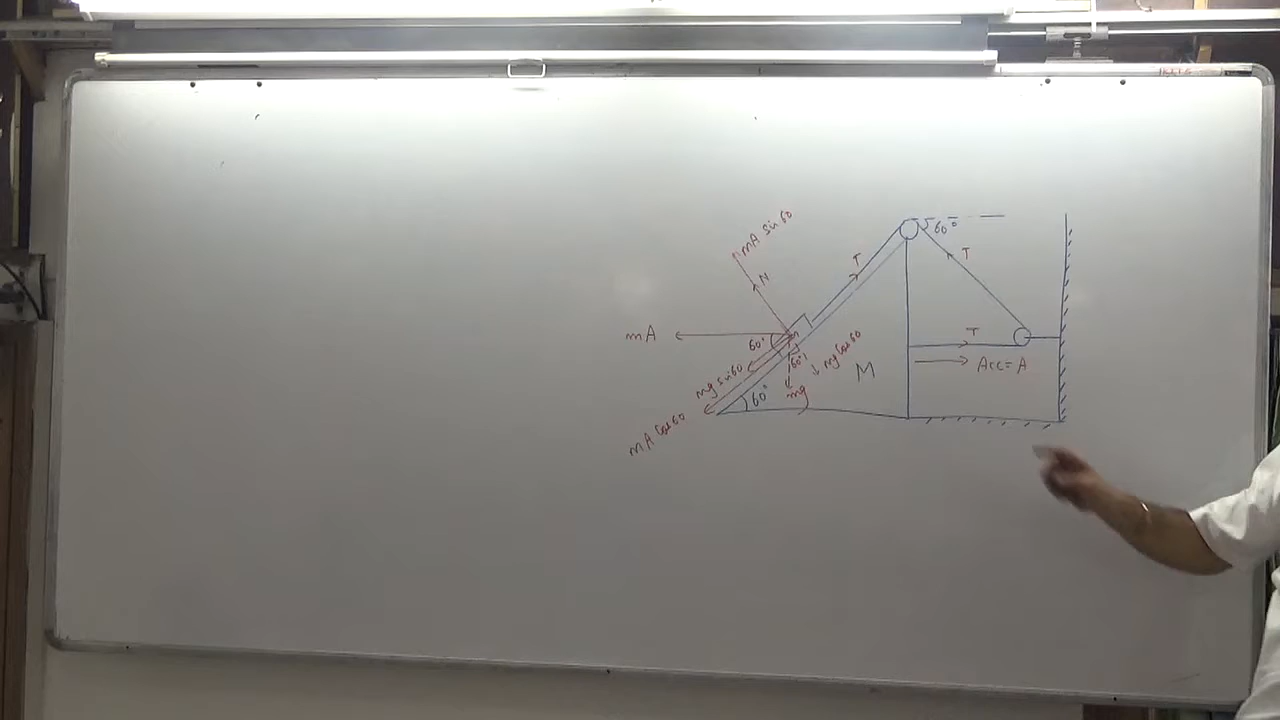 mA sin 60
60°
T
T
N
mA
60°
T
mg sin 60
60°
mg Cos 60
M
Acc = A
60°
mg
mA Cos 60